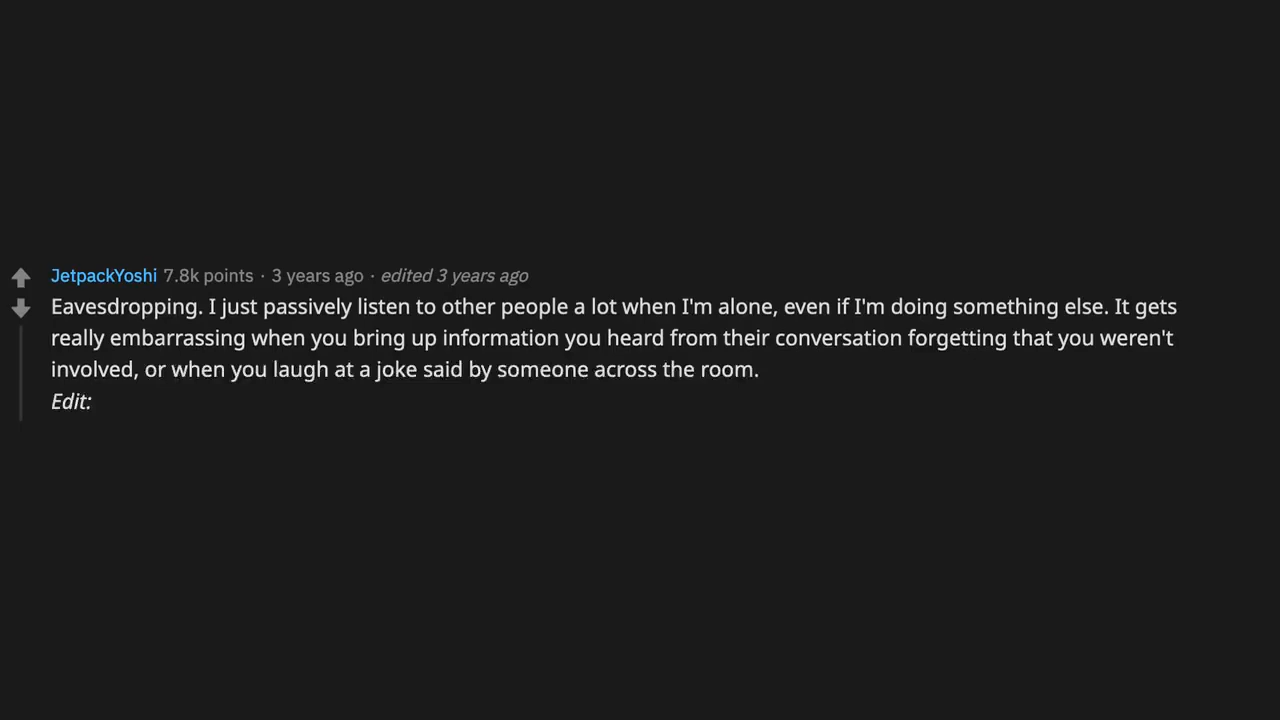 JetpackYoshi 7.8k points · 3 years ago · edited 3 years ago
Eavesdropping. I just passively listen to other people a lot when I'm alone, even if I'm doing something else. It gets
really embarrassing when you bring up information you heard from their conversation forgetting that you weren't
involved, or when you laugh at a joke said by someone across the room.
Edit: